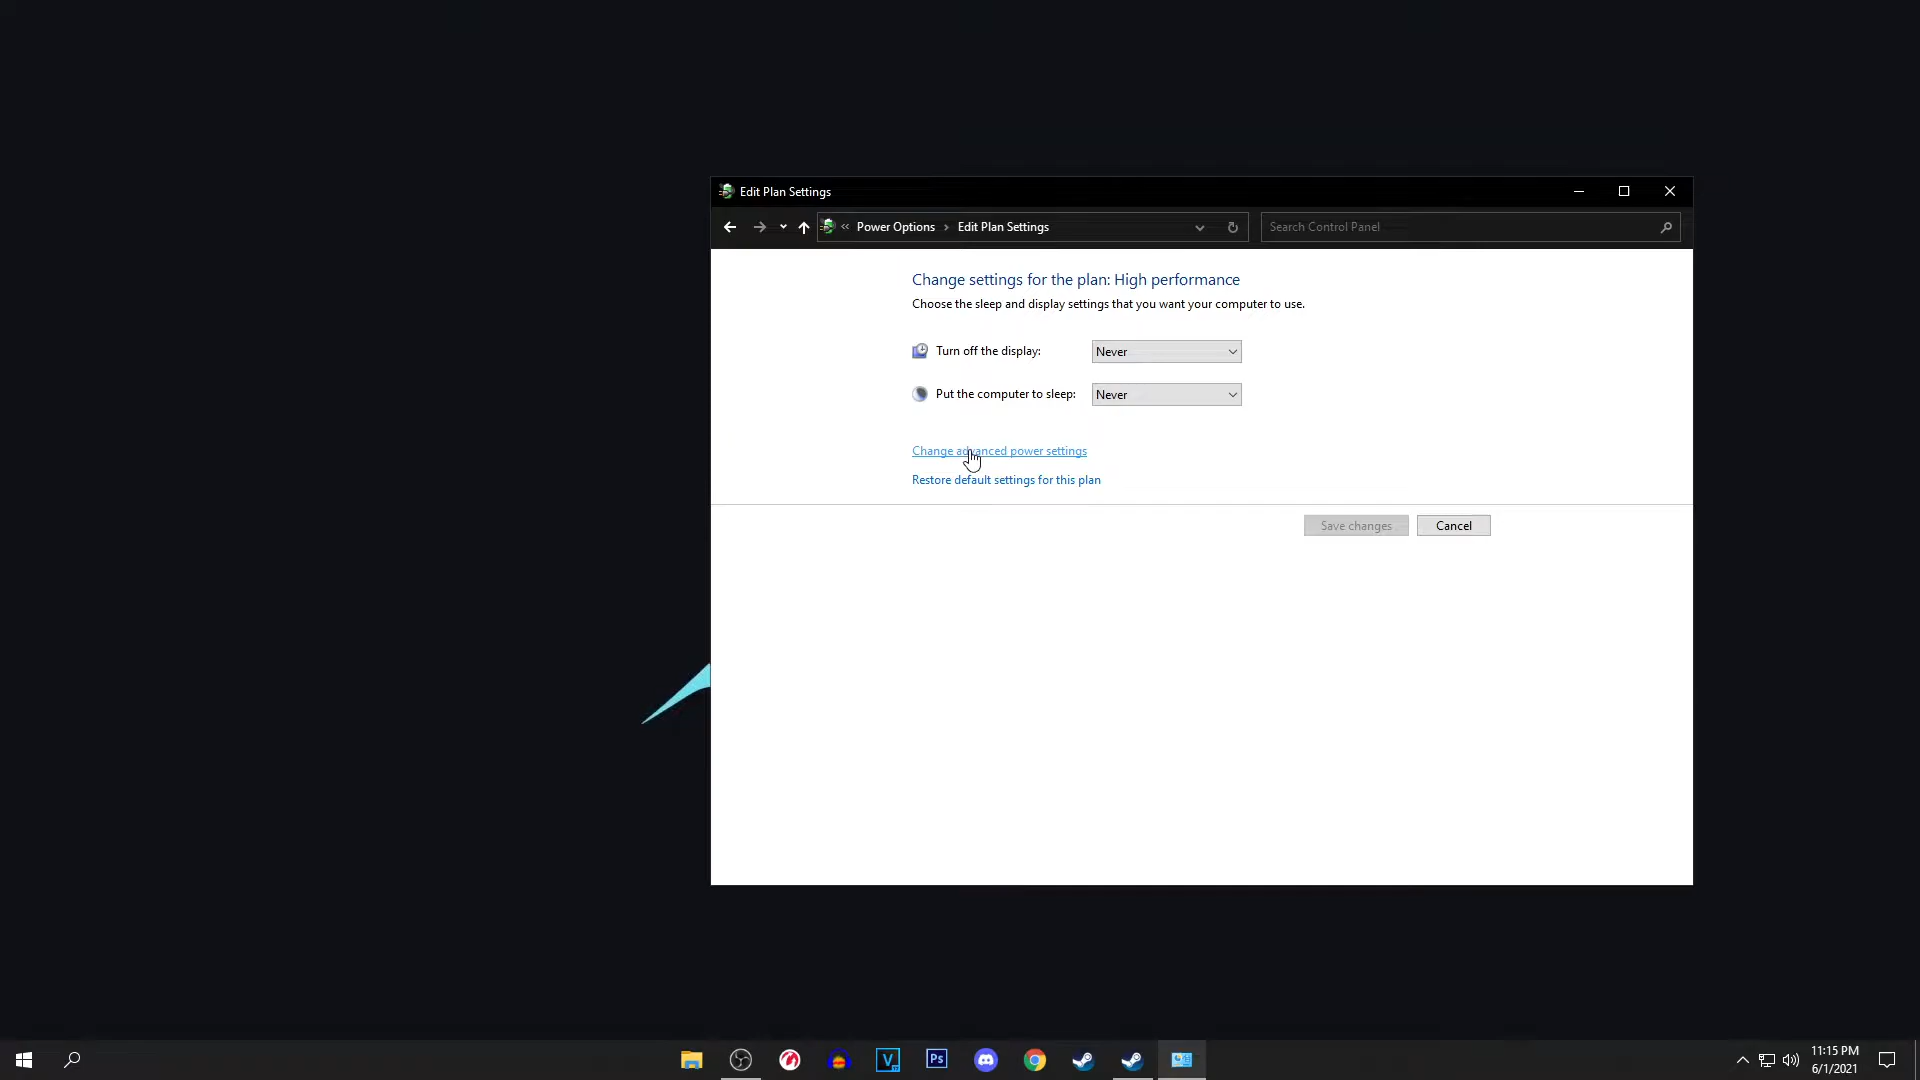 Edit Plan Settings
« Power Options › Edit Plan Settings
Search Control Panel
Change settings for the plan: High performance
Choose the sleep and display settings that you want your computer to use.
Turn off the display: Never
Put the computer to sleep: Never
Change advanced power settings
Restore default settings for this plan
Save changes Cancel
V
Ps
11:15 PM
6/1/2021